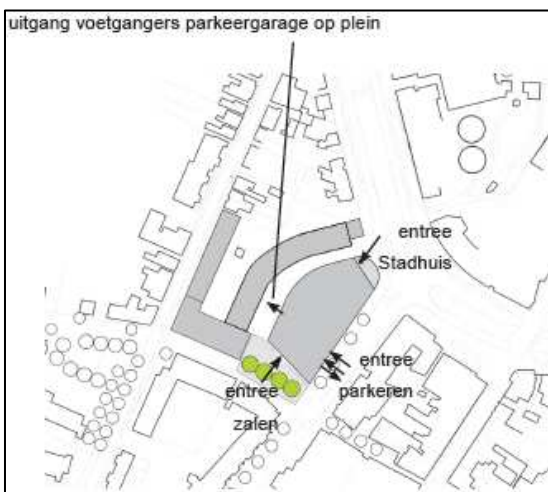 uitgang voetgangers parkeergarage op plein
entree
Stadhuis
entree
parkeren
entree
zalen